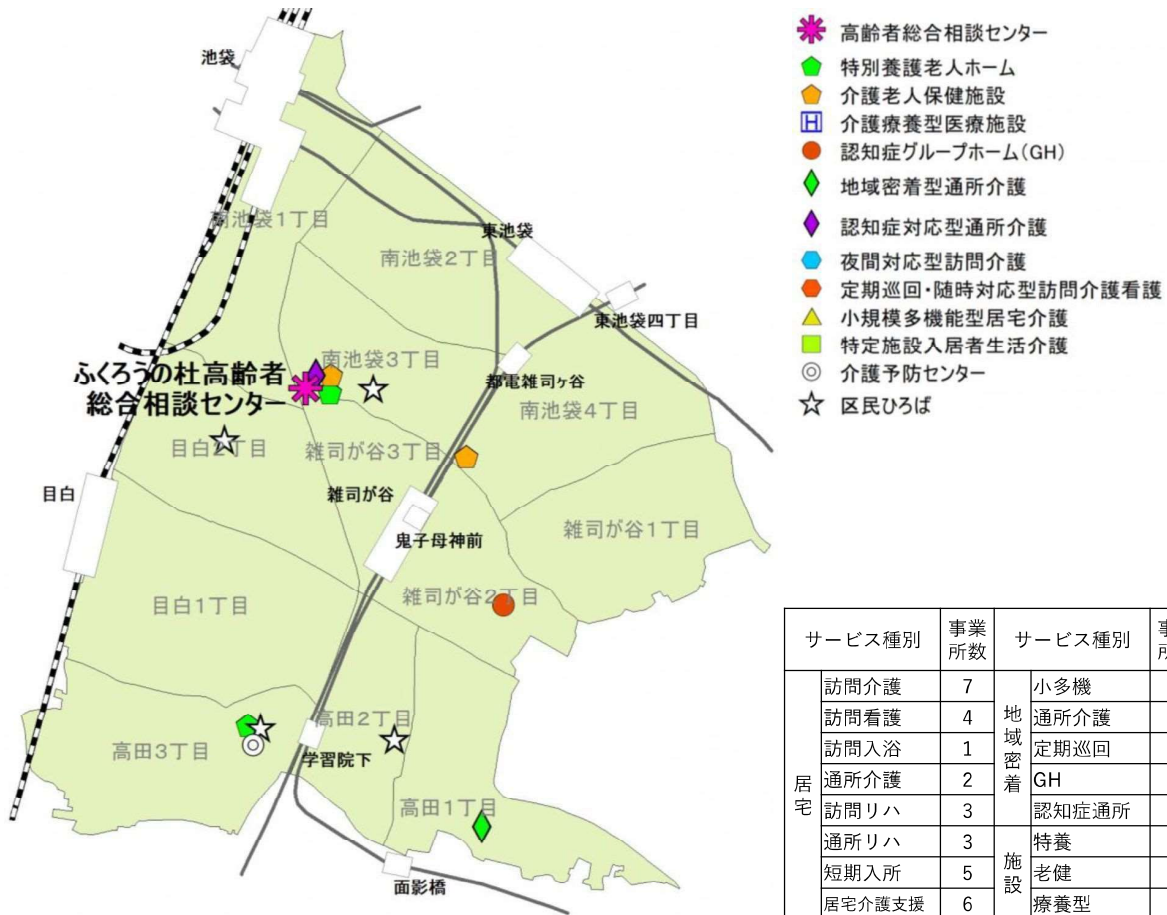 池袋
南池袋1丁目
東池袋
南池袋2丁目
東池袋四丁目
南池袋3丁目
都電雑司ヶ谷
ふくろうの杜高齢者
総合相談センター
南池袋4丁目
目白2丁目
雑司が谷3丁目
目白
雑司が谷
鬼子母神前
雑司が谷1丁目
目白1丁目
雑司が谷2丁目
高田2丁目
高田3丁目
学習院下
高田1丁目
面影橋
高齢者総合相談センター
特別養護老人ホーム
介護老人保健施設
H 介護療養型医療施設
認知症グループホーム(GH)
地域密着型通所介護
認知症対応型通所介護
夜間対応型訪問介護
定期巡回・随時対応型訪問介護看護
小規模多機能型居宅介護
特定施設入居者生活介護
介護予防センター
区民ひろば
サービス種別 事業所数 サービス種別
居宅 訪問介護 7 地域密着 小多機
訪問看護 4 通所介護
訪問入浴 1 定期巡回
通所介護 2 GH
訪問リハ 3 認知症通所
通所リハ 3 施設 特養
短期入所 5 老健
居宅介護支援 6 療養型